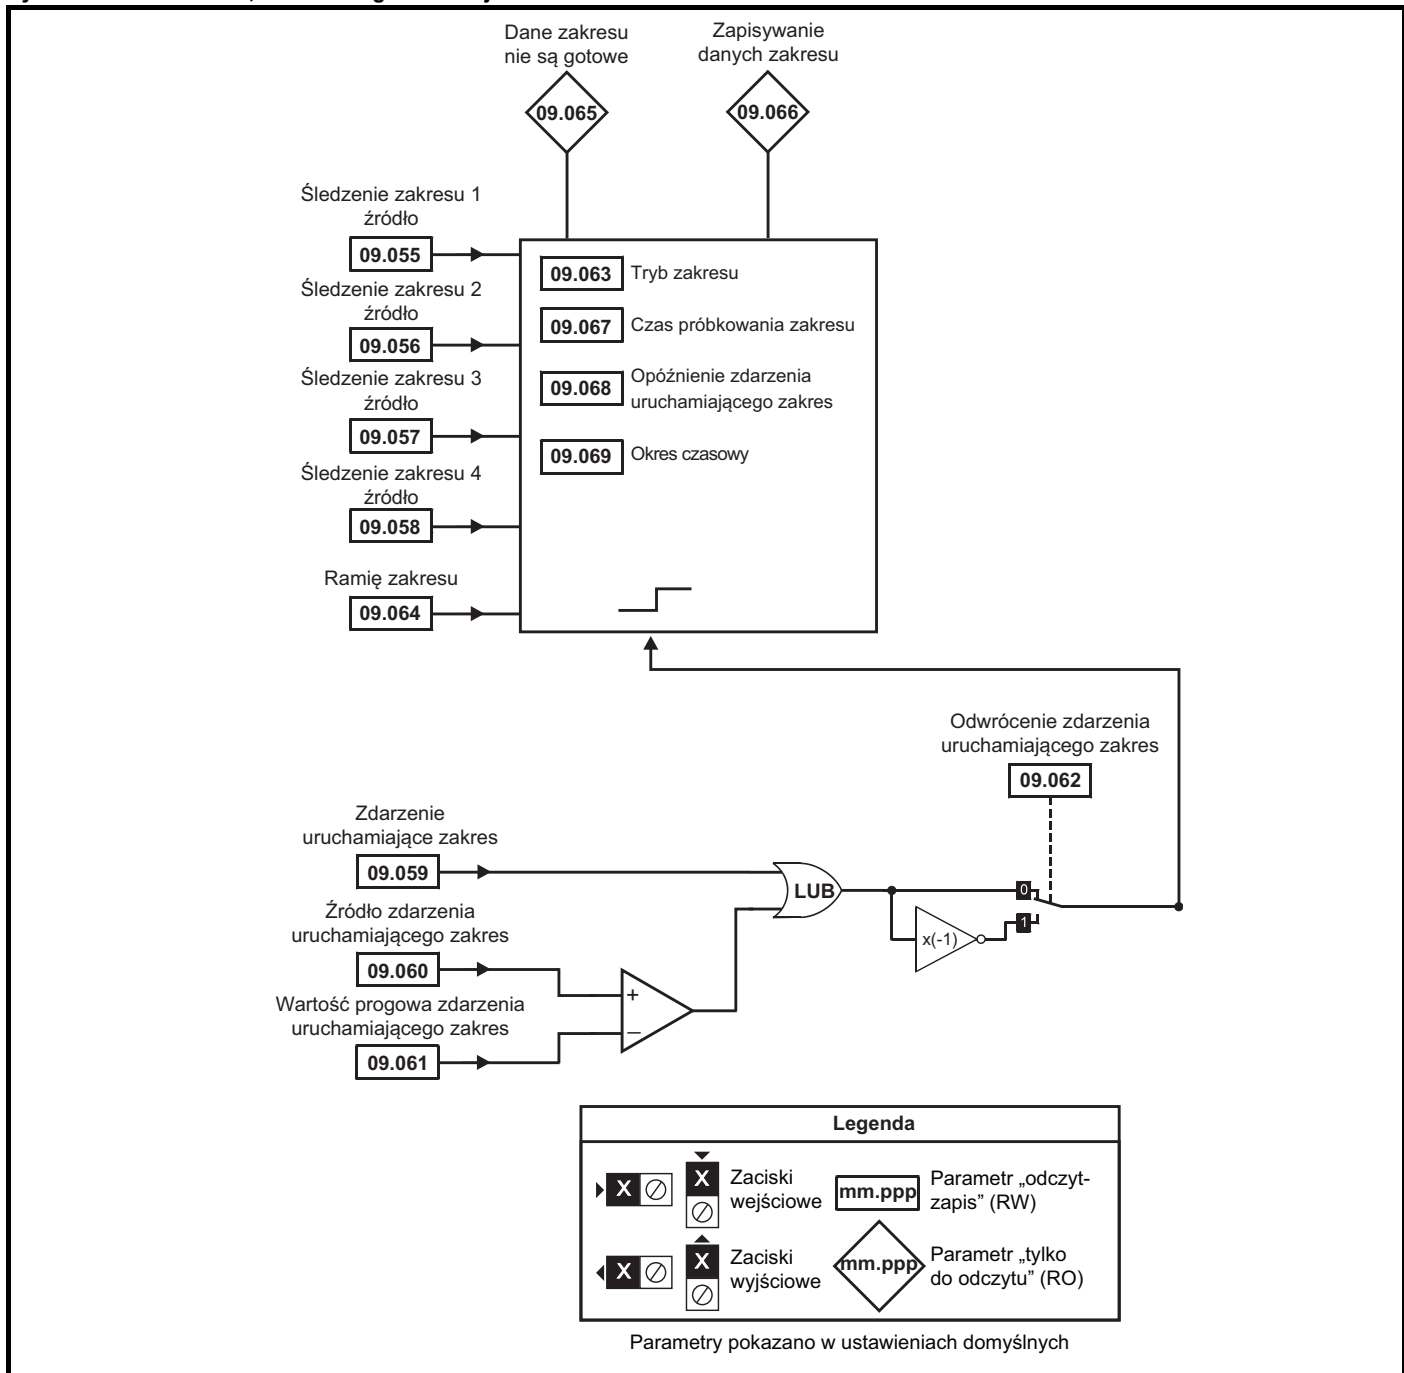 Dane zakresu
nie są gotowe
Zapisywanie
danych zakresu
09.065
09.066
Śledzenie zakresu 1
źródło
09.055
Śledzenie zakresu 2
źródło
09.056
Śledzenie zakresu 3
źródło
09.057
Śledzenie zakresu 4
źródło
09.058
Ramię zakresu
09.064
09.063 Tryb zakresu
09.067 Czas próbkowania zakresu
09.068 Opóźnienie zdarzenia
uruchamiającego zakres
09.069 Okres czasowy
Odwrócenie zdarzenia
uruchamiającego zakres
09.062
Zdarzenie
uruchamiające zakres
09.059
Źródło zdarzenia
uruchamiającego zakres
09.060
Wartość progowa zdarzenia
uruchamiającego zakres
09.061
+
–
LUB
x(-1)
0
1
Legenda
X
X
Zaciski
wejściowe
mm.ppp
Parametr „odczyt-
zapis” (RW)
X
X
Zaciski
wyjściowe
mm.ppp
Parametr „tylko
do odczytu” (RO)
Parametry pokazano w ustawieniach domyślnych